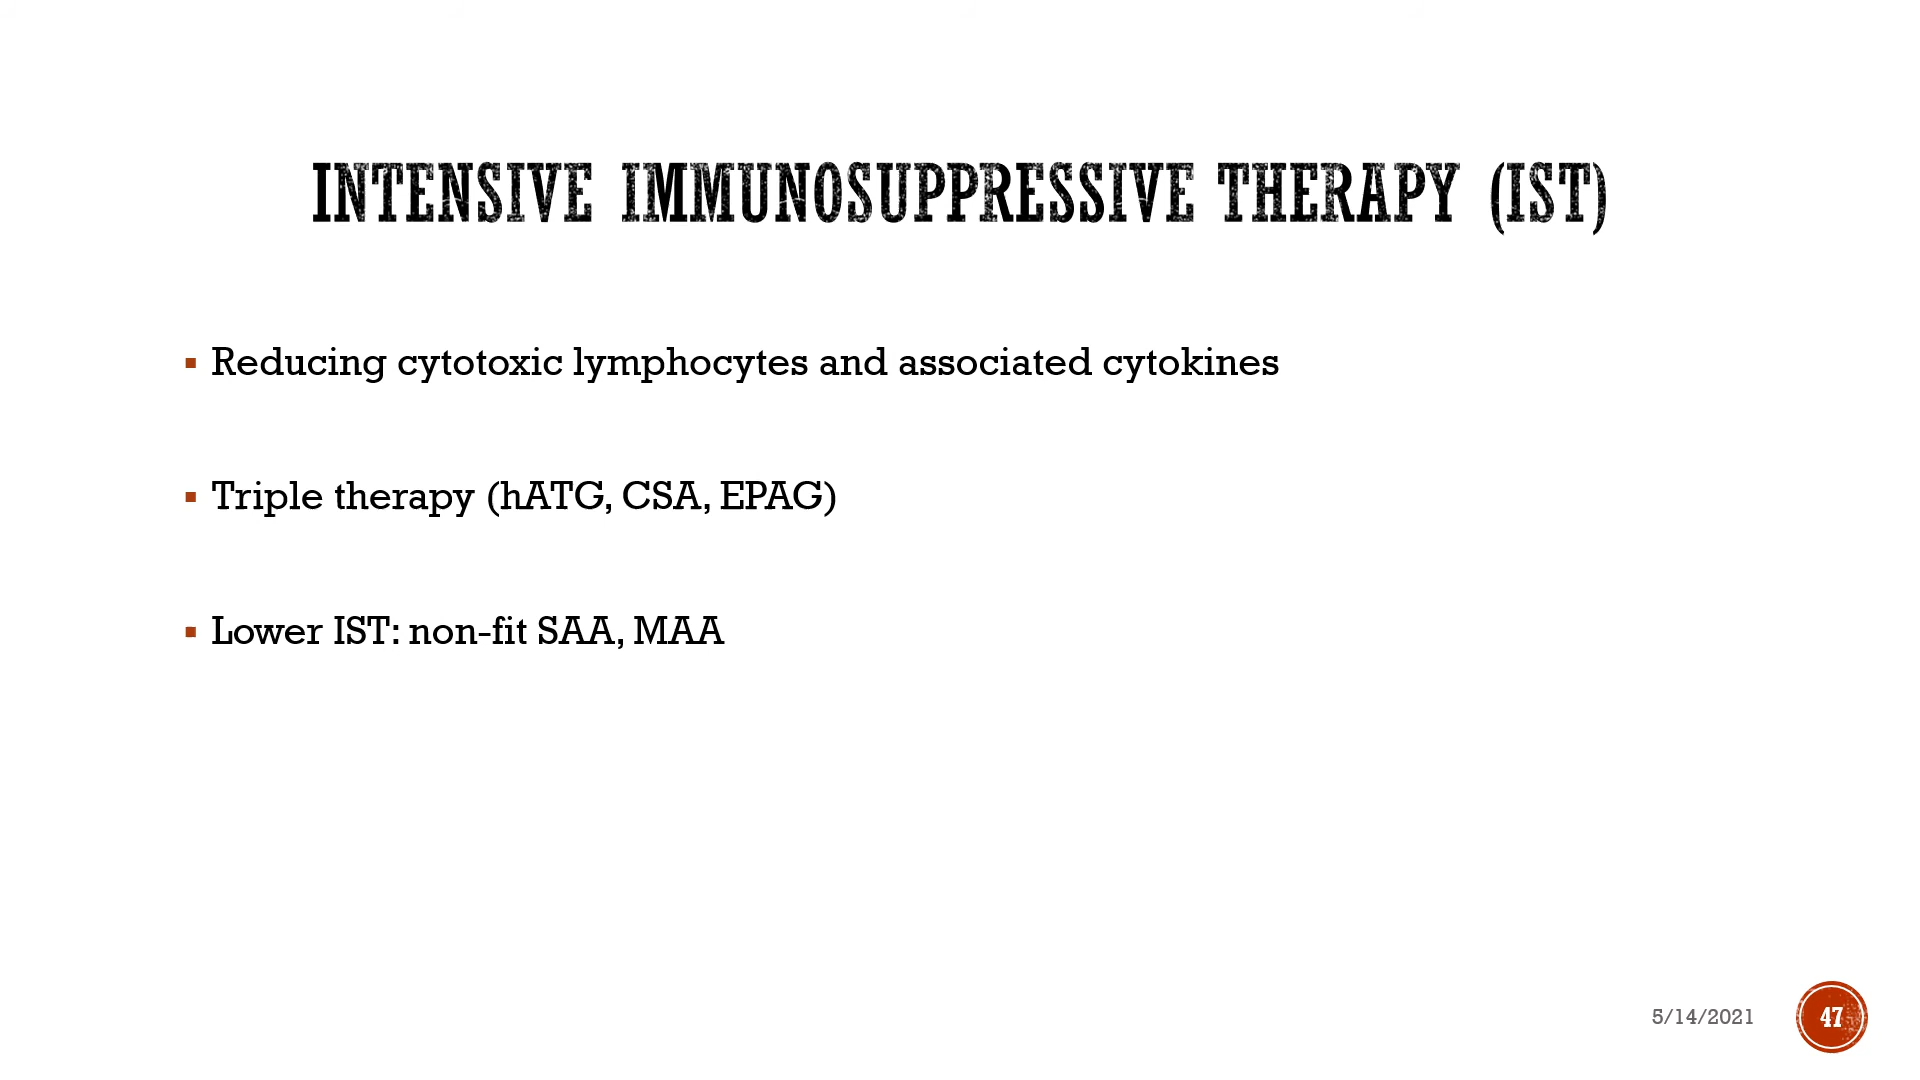 INTENSIVE IMMUNOSUPPRESSIVE THERAPY (IST)
▪ Reducing cytotoxic lymphocytes and associated cytokines
▪ Triple therapy (hATG, CSA, EPAG)
▪ Lower IST: non-fit SAA, MAA
5/14/2021
47